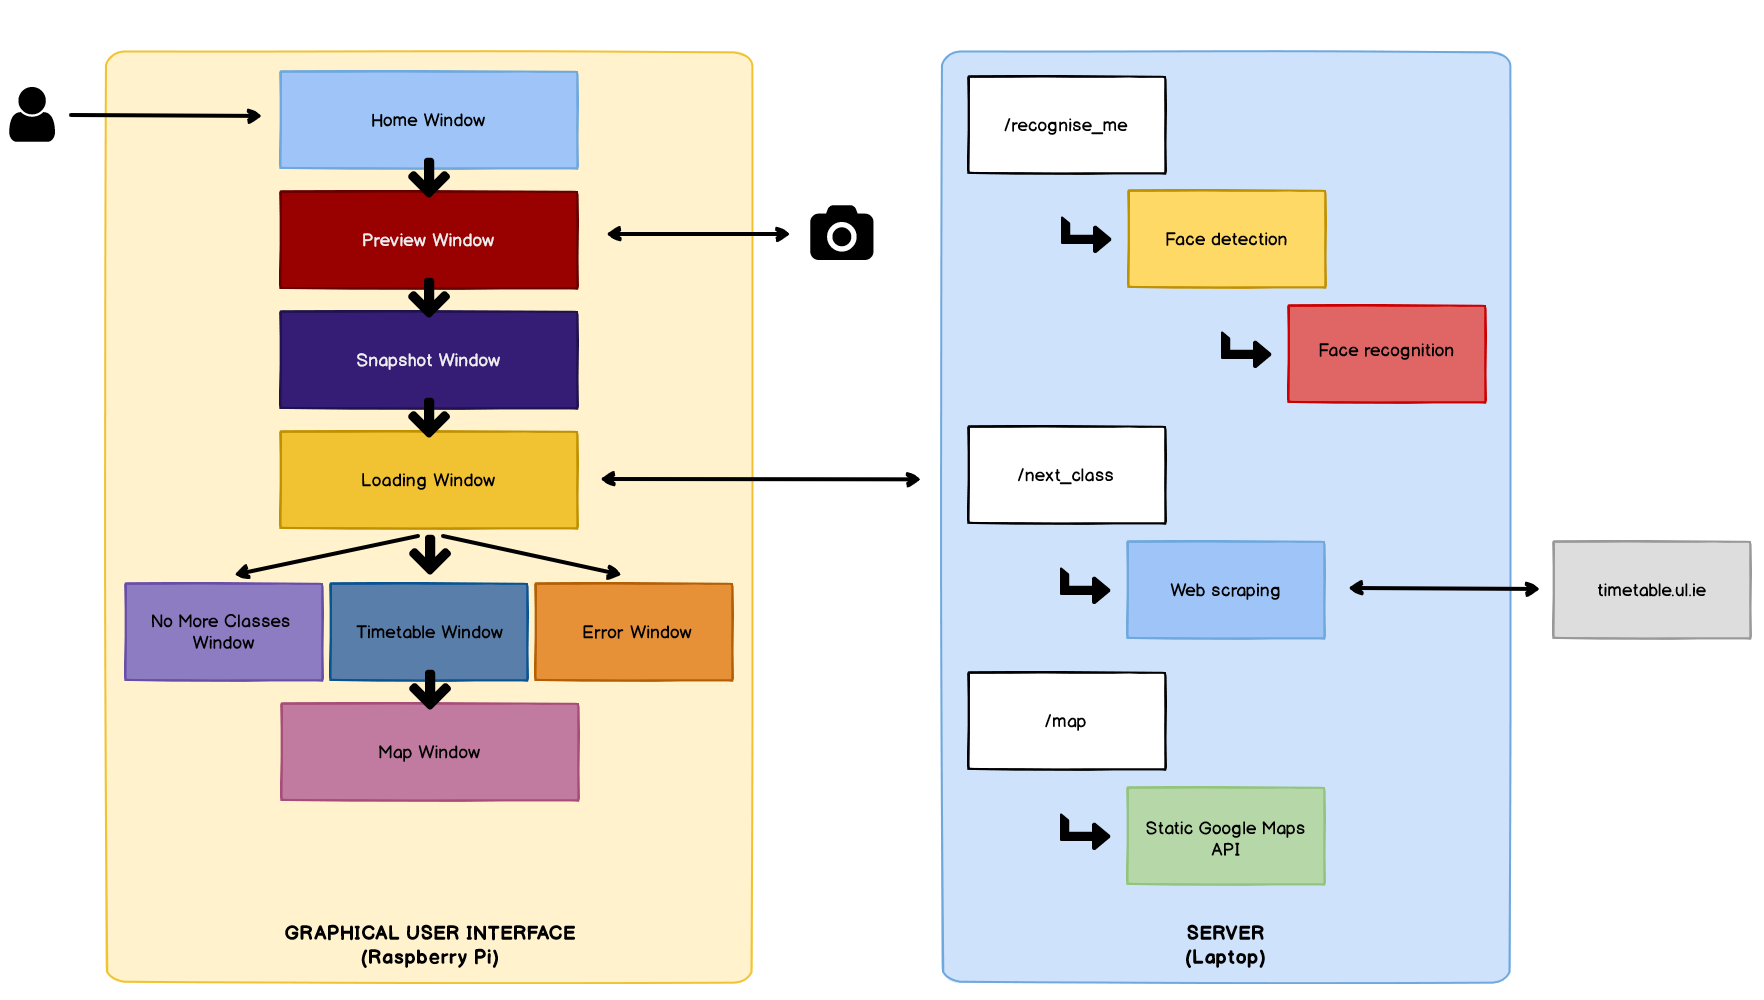 Home Window
Preview Window
Snapshot Window
Loading Window
No More Classes
Window
Timetable Window
Error Window
Map Window
GRAPHICAL USER INTERFACE
(Raspberry Pi)
/recognise_me
Face detection
Face recognition
/next_class
Web scraping
timetable.ul.ie
/map
Static Google Maps
API
SERVER
(Laptop)